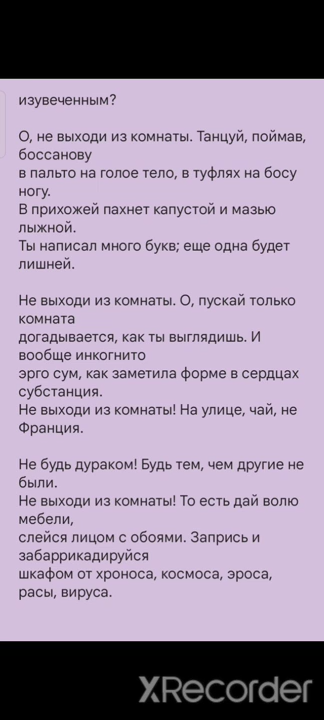 изувеченным?
О, не выходи из комнаты. Танцуй, поймав,
боссанову
в пальто на голое тело, в туфлях на босу
ногу.
В прихожей пахнет капустой и мазью
лыжной.
Ты написал много букв; еще одна будет
лишней.
Не выходи из комнаты. О, пускай только
комната
догадывается, как ты выглядишь. И
вообще инкогнито
эрго сум, как заметила форме в сердцах
субстанция.
Не выходи из комнаты! На улице, чай, не
Франция.
Не будь дураком! Будь тем, чем другие не
были.
Не выходи из комнаты! То есть дай волю
мебели,
слейся лицом с обоями. Запрись и
забаррикадируйся
шкафом от хроноса, космоса, эроса,
расы, вируса.
XRecorder